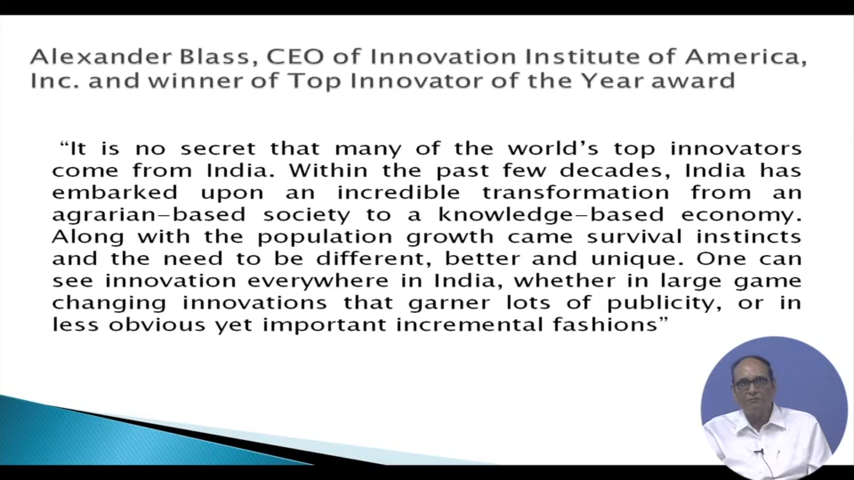 Alexander Blass, CEO of Innovation Institute of America,
Inc. and winner of Top Innovator of the Year award
“It is no secret that many of the world’s top innovators
come from India. Within the past few decades, India has
embarked upon an incredible transformation from an
agrarian-based society to a knowledge-based economy.
Along with the population growth came survival instincts
and the need to be different, better and unique. One can
see innovation everywhere in India, whether in large game
changing innovations that garner lots of publicity, or in
less obvious yet important incremental fashions”